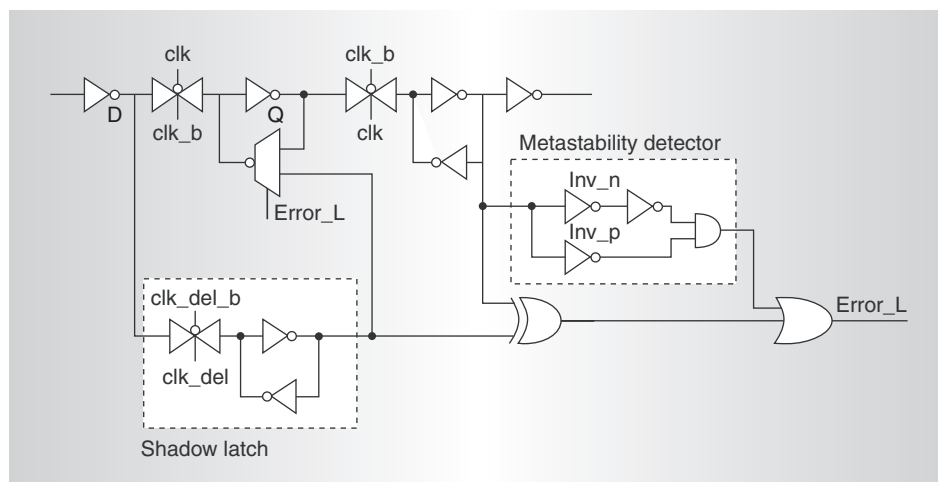 clk
clk_b
D
clk_b
Q
clk
Metastability detector
Inv_n
Inv_p
Error_L
clk_del_b
clk_del
Error_L
Shadow latch